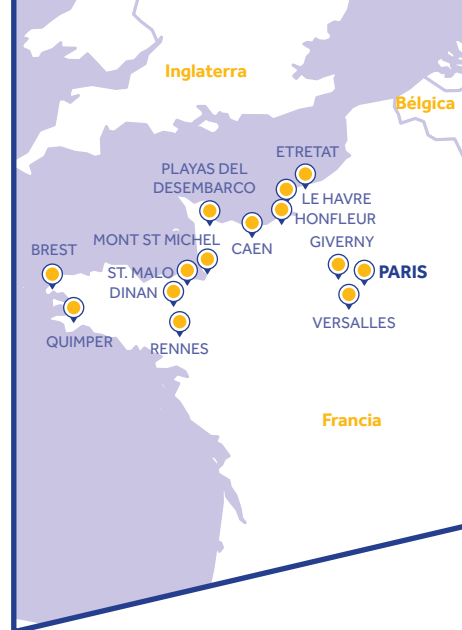 Inglaterra
Bélgica
ETRETAT
PLAYAS DEL
DESEMBARCO
LE HAVRE
HONFLEUR
MONT ST MICHEL
CAEN
GIVERNY
BREST
ST. MALO
PARIS
DINAN
VERSALLES
QUIMPER
RENNES
Francia